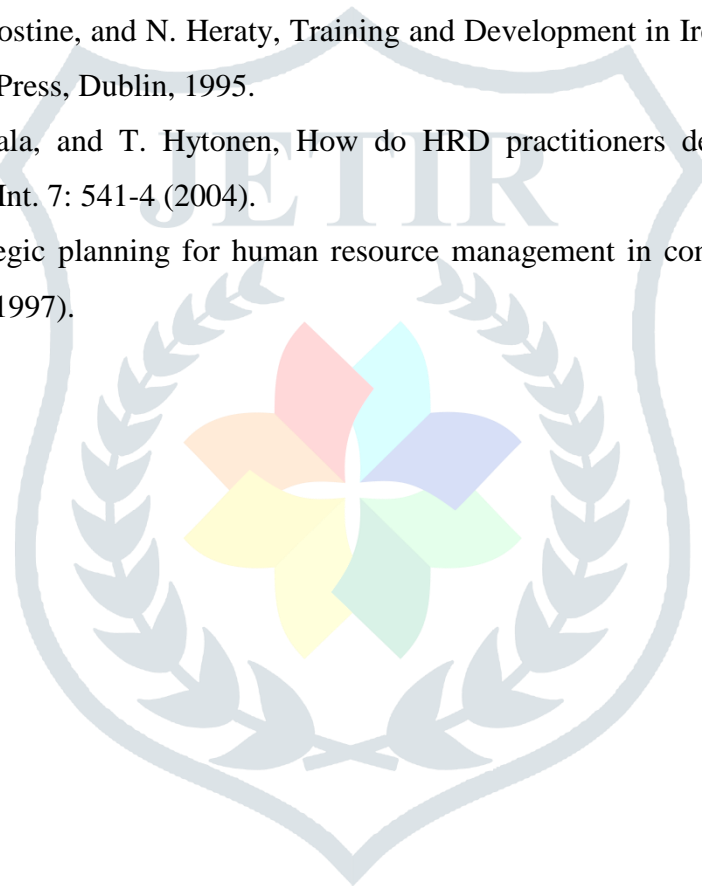 ostine, and N. Heraty, Training and Development in Ir
Press, Dublin, 1995.
ala, and T. Hytonen, How do HRD practitioners de
Int. 7: 541-4 (2004).
JETIR
egic planning for human resource management in con
1997).